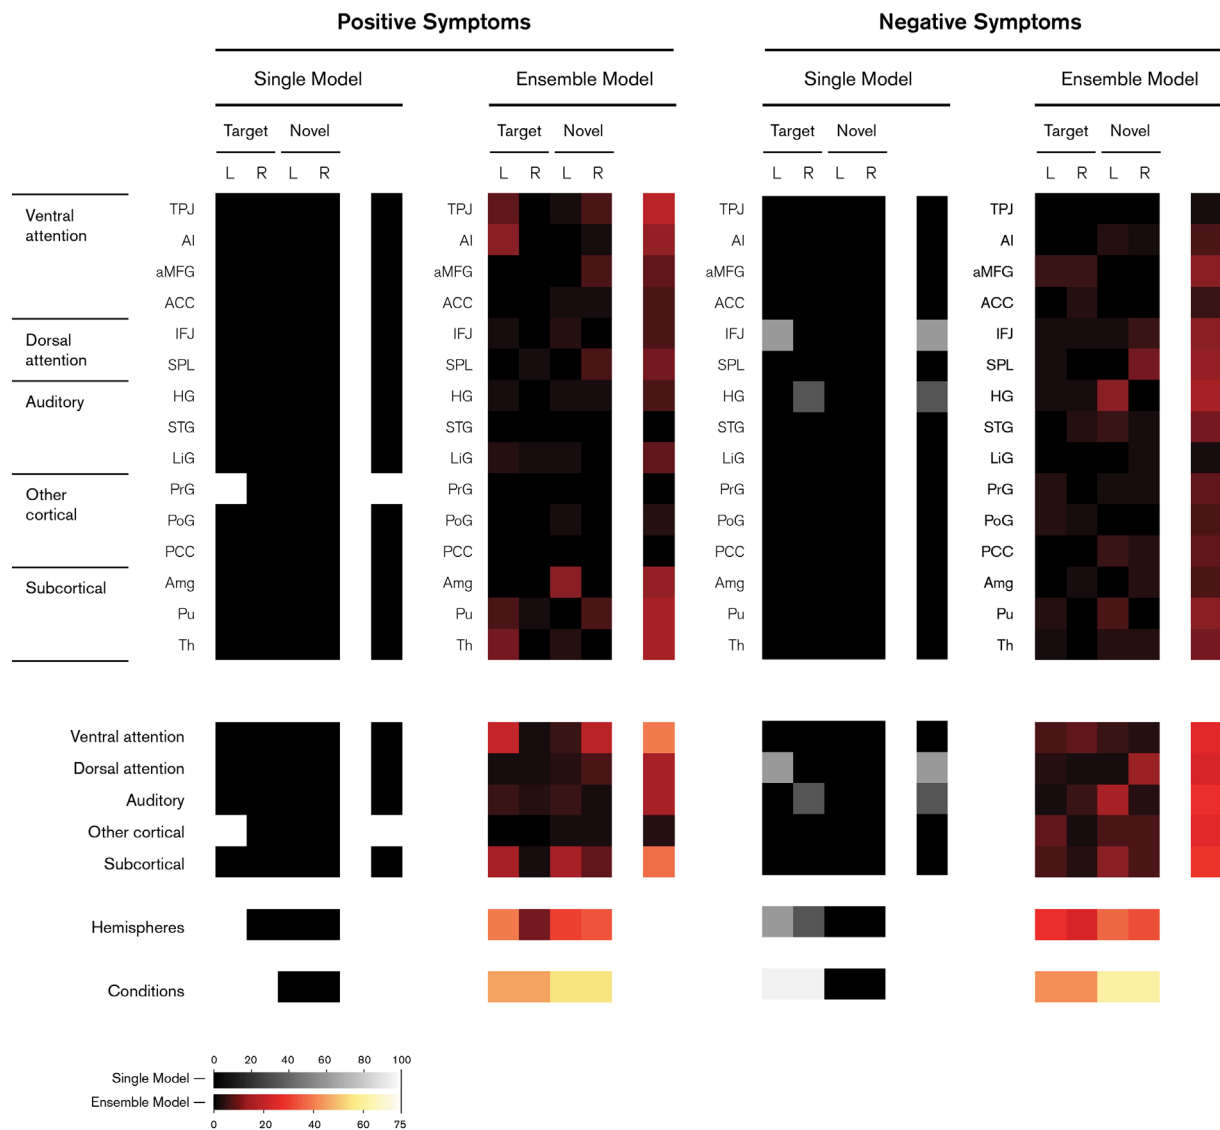 Positive Symptoms Negative Symptoms
Single Model Ensemble Model Single Model Ensemble Model
Target Novel Target Novel Target Novel Target Novel
L R L R L R L R L R L R L R L R
Ventral
attention
TPJ TPJ TPJ TPJ
AI AI AI AI
aMFG aMFG aMFG aMFG
ACC ACC ACC ACC
Dorsal
attention
IFJ IFJ IFJ IFJ
SPL SPL SPL SPL
Auditory
HG HG HG HG
STG STG STG STG
LiG LiG LiG LiG
Other
cortical
PrG PrG PrG PrG
PoG PoG PoG PoG
PCC PCC PCC PCC
Subcortical
Amg Amg Amg Amg
Pu Pu Pu Pu
Th Th Th Th
Ventral attention
Dorsal attention
Auditory
Other cortical
Subcortical
Hemispheres
Conditions
0 20 40 60 80 100
Single Model
Ensemble Model
0 20 40 60 75